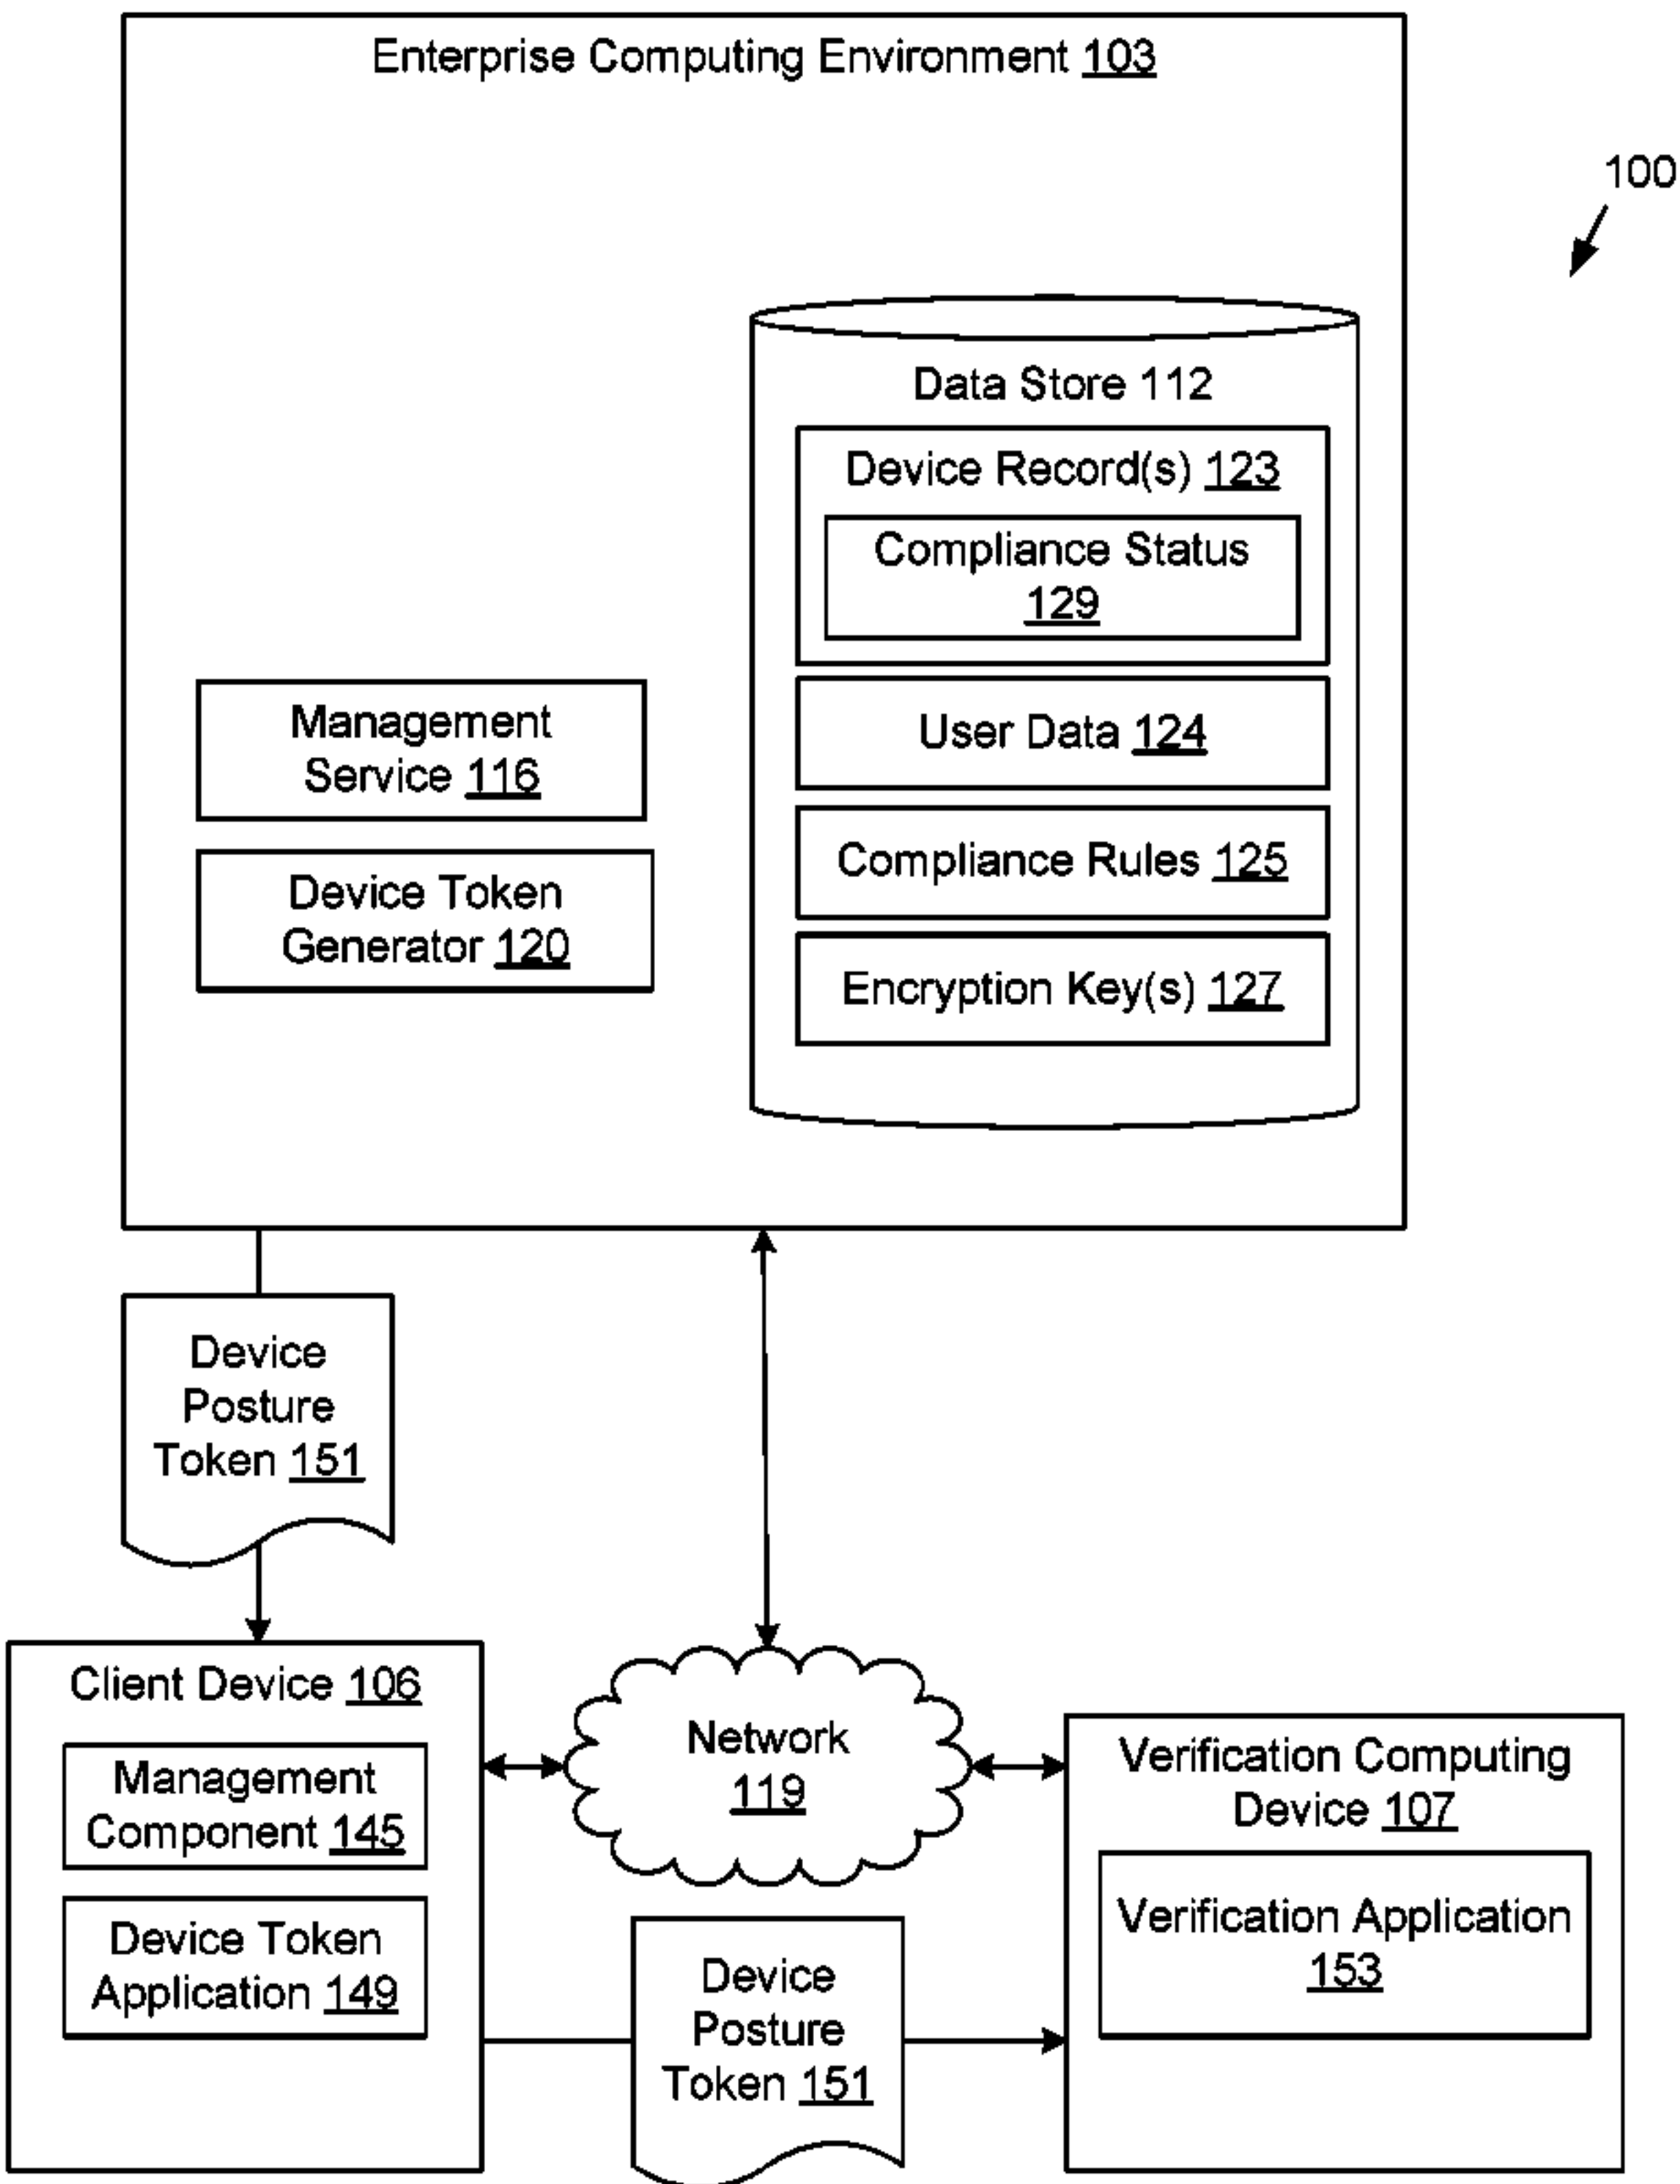 Enterprise Computing Environment 103
100
Data Store 112
Device Record(s) 123
Compliance Status
129
Management
Service 116
User Data 124
Compliance Rules 125
Device Token
Generator 120
Encryption Key(s) 127
Device
Posture
Token 151
Client Device 106
Management
Component 145
Device Token
Application 149
Network
119
Verification Computing
Device 107
Verification Application
153
Device
Posture
Token 151